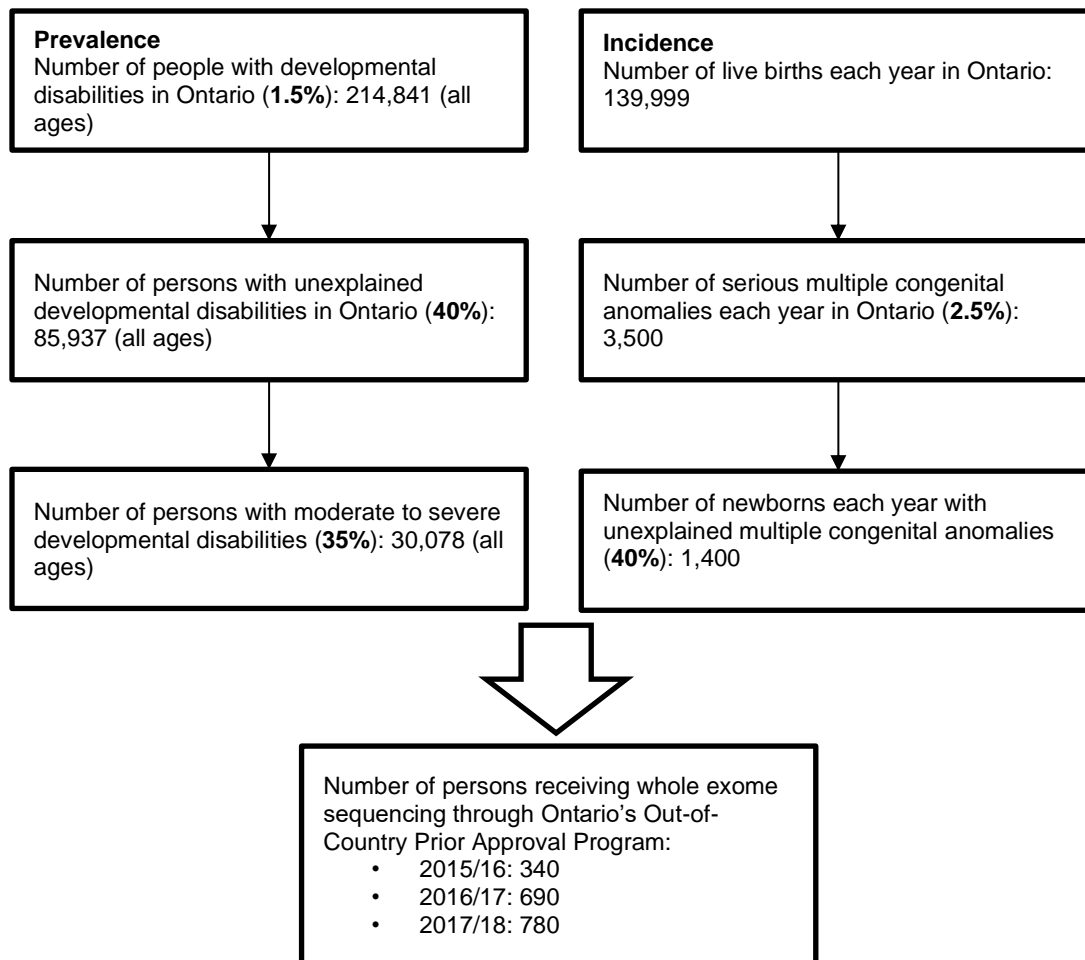 Prevalence
Number of people with developmental
disabilities in Ontario (1.5%): 214,841 (all
ages)
Incidence
Number of live births each year in Ontario:
139,999
Number of persons with unexplained
developmental disabilities in Ontario (40%):
85,937 (all ages)
Number of serious multiple congenital
anomalies each year in Ontario (2.5%):
3,500
Number of persons with moderate to severe
developmental disabilities (35%): 30,078 (all
ages)
Number of newborns each year with
unexplained multiple congenital anomalies
(40%): 1,400
Number of persons receiving whole exome
sequencing through Ontario’s Out-of-
Country Prior Approval Program:
• 2015/16: 340
• 2016/17: 690
• 2017/18: 780